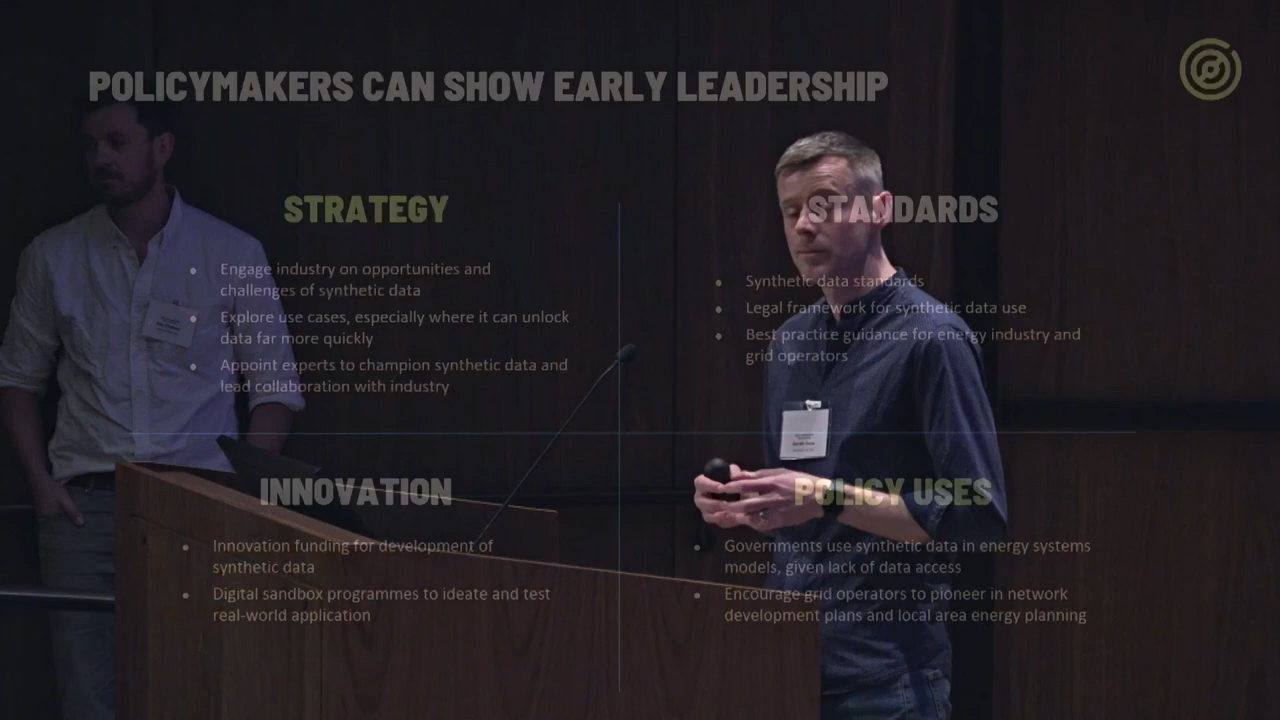 POLICYMAKERS CAN SHOW EARLY LEADERSHIP
STRATEGY
Engage industry on opportunities and
challenges of synthetic data
Explore use cases, especially where it can unlock
data far more quickly
Appoint experts to champion synthetic data and
lead collaboration with industry
STANDARDS
Synthetic data standards
Legal framework for synthetic data use
Best practice guidance for energy industry and
grid operators
INNOVATION
Innovation funding for development of
synthetic data
Digital sandbox programmes to ideate and test
real-world application
POLICY USES
Governments use synthetic data in energy systems
models, given lack of data access
Encourage grid operators to pioneer in network
development plans and local area energy planning